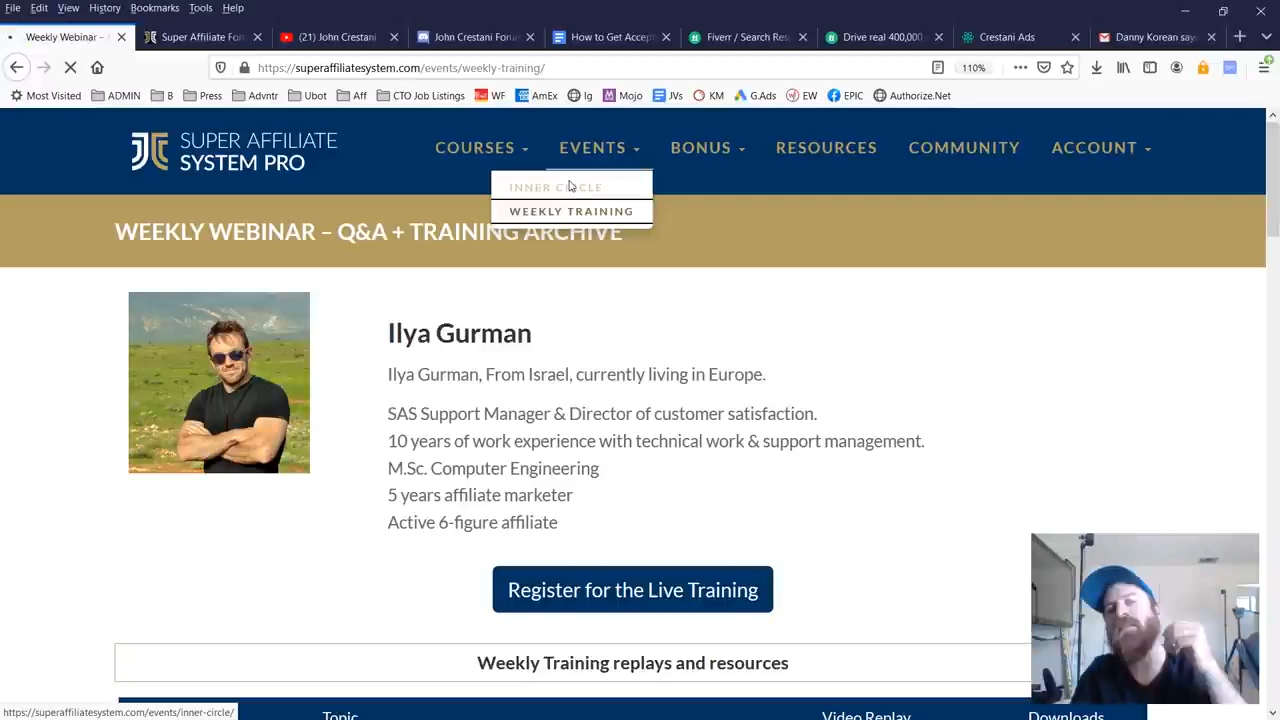 File Edit View History Bookmarks Tools Help
Weekly Webinar –
Super Affiliate For
(21) John Crestani
John Crestani Foru
How to Get Accep
Fiverr / Search Res
Drive real 400,000
Crestani Ads
Danny Korean say
https://superaffiliatesystem.com/events/weekly-training/
110%
Most Visited ADMIN B Press Advntr Ubot Aff CTO Job Listings WF AmEx Ig Mojo JVs KM G.Ads EW EPIC Authorize.Net
SUPER AFFILIATE
SYSTEM PRO
COURSES EVENTS BONUS RESOURCES COMMUNITY ACCOUNT
INNER CIRCLE
WEEKLY TRAINING
WEEKLY WEBINAR – Q&A + TRAINING ARCHIVE
Ilya Gurman
Ilya Gurman, From Israel, currently living in Europe.
SAS Support Manager & Director of customer satisfaction.
10 years of work experience with technical work & support management.
M.Sc. Computer Engineering
5 years affiliate marketer
Active 6-figure affiliate
Register for the Live Training
Weekly Training replays and resources
Topic Video Replay Downloads
https://superaffiliatesystem.com/events/inner-circle/